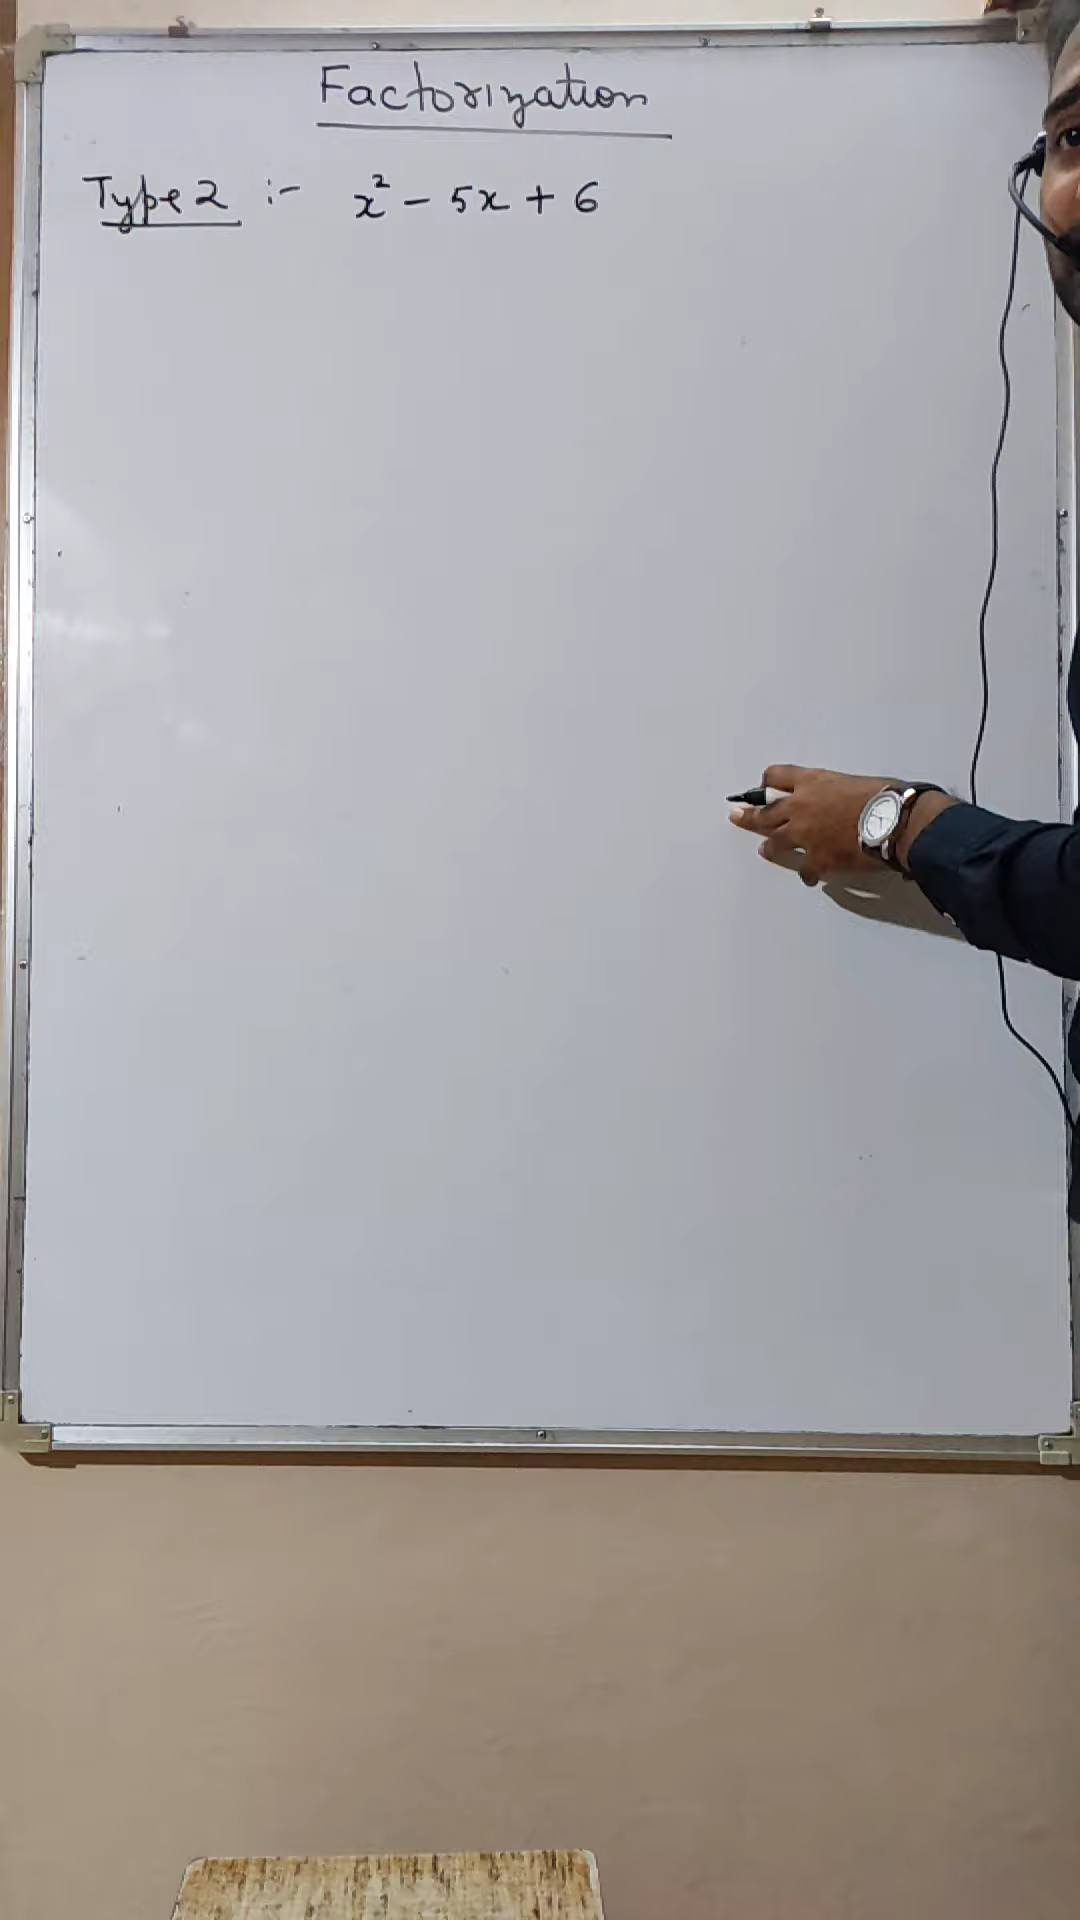 Factorization
Type 2 :- x² - 5x + 6